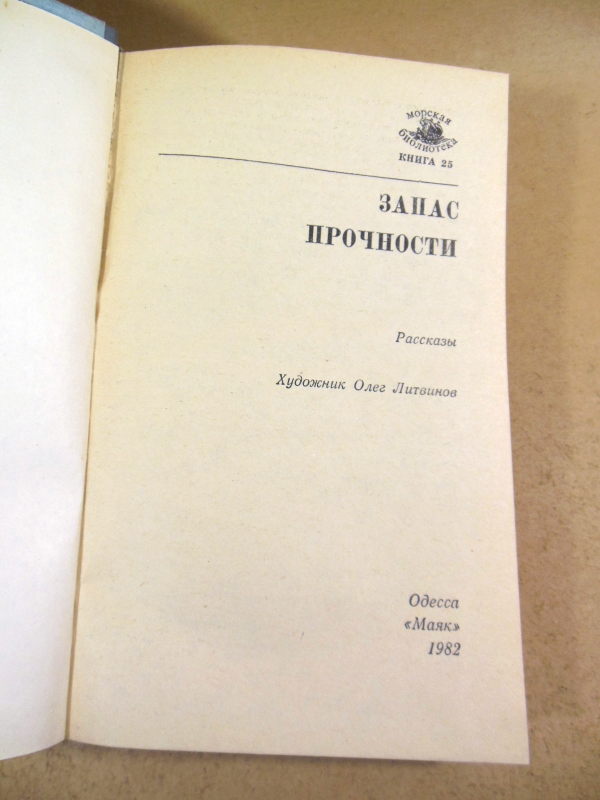 морская
библиотека
КНИГА 25
ЗАПАС
ПРОЧНОСТИ
Рассказы
Художник Олег Литвинов
Одесса
«Маяк»
1982